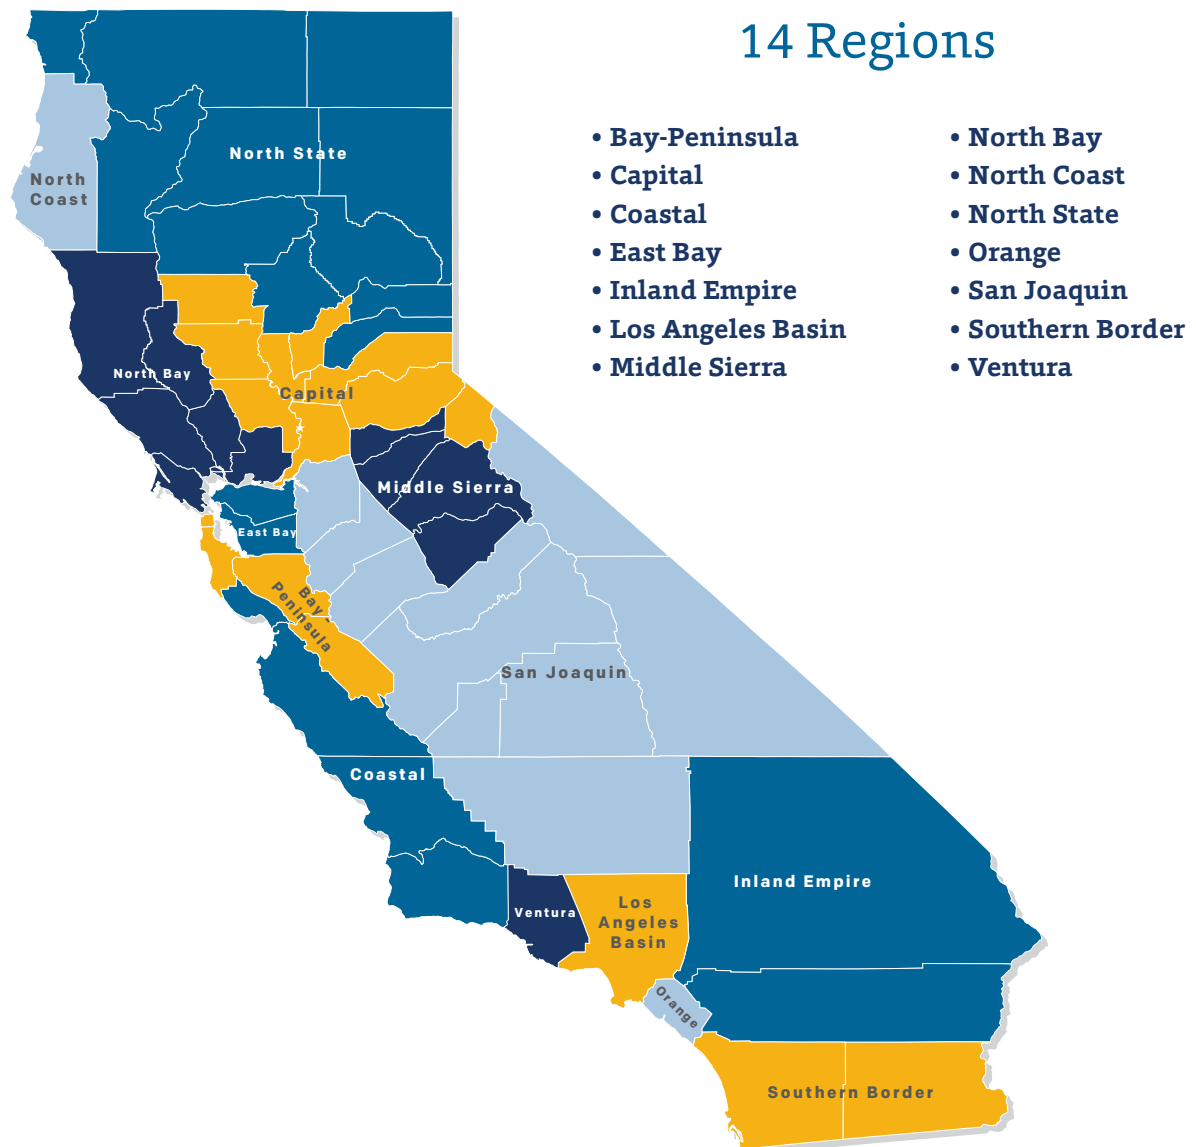 14 Regions
• Bay-Peninsula
• Capital
• Coastal
• East Bay
• Inland Empire
• Los Angeles Basin
• Middle Sierra
• North Bay
• North Coast
• North State
• Orange
• San Joaquin
• Southern Border
• Ventura
North State
North
Coast
North Bay
Capital
Middle Sierra
East Bay
Bay -
Peninsula
San Joaquin
Coastal
Inland Empire
Ventura
Los
Angeles
Basin
Orange
Southern Border